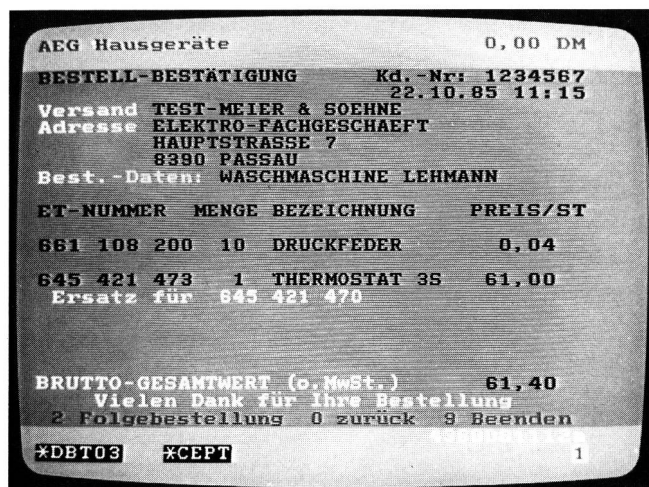 AEG Hausgeräte 0,00 DM
BESTELL-BESTÄTIGUNG Kd.-Nr: 1234567
22.10.85 11:15
Versand TEST-MEIER & SOEHNE
Adresse ELEKTRO-FACHGESCHAEFT
HAUPTSTRASSE 7
8390 PASSAU
Best.-Daten: WASCHMASCHINE LEHMANN
ET-NUMMER MENGE BEZEICHNUNG PREIS/ST
661 108 200 10 DRUCKFEDER 0,04
645 421 473 1 THERMOSTAT 3S 61,00
Ersatz für 645 421 470
BRUTTO-GESAMTWERT (o.MwSt.) 61,40
Vielen Dank für Ihre Bestellung
2 Folgebestellung 0 zurück 9 Beenden
*DBT03 *CEPT 1